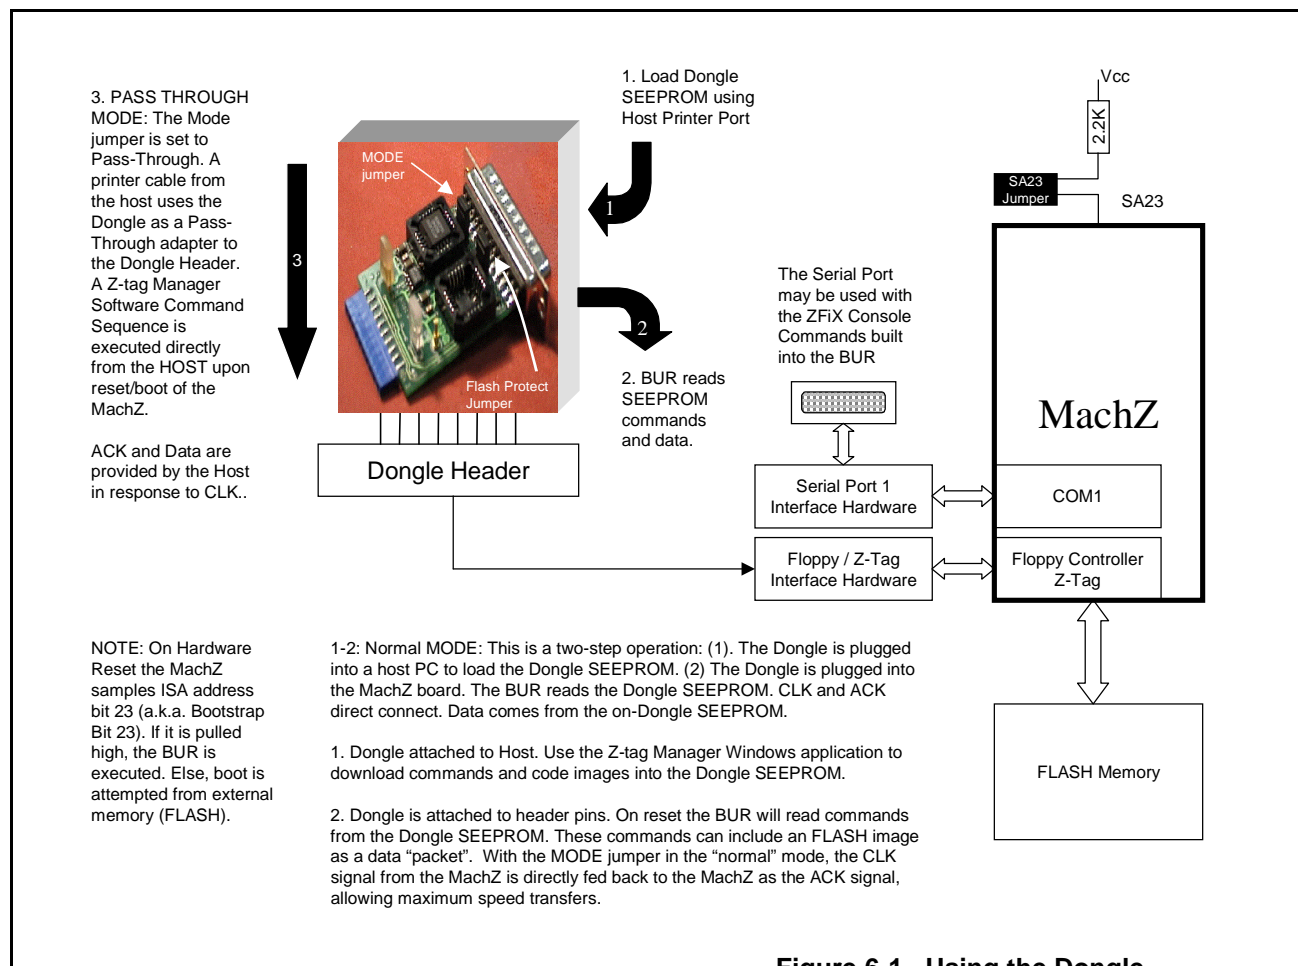 3. PASS THROUGH
MODE: The Mode
jumper is set to
Pass-Through. A
printer cable from
the host uses the
Dongle as a Pass-
Through adapter to
the Dongle Header.
A Z-tag Manager
Software Command
Sequence is
executed directly
from the HOST upon
reset/boot of the
MachZ.
ACK and Data are
provided by the Host
in response to CLK..
3
MODE
jumper
Flash Protect
Jumper
1. Load Dongle
SEEPROM using
Host Printer Port
1
2
2. BUR reads
SEEPROM
commands
and data.
Dongle Header
The Serial Port
may be used with
the ZFiX Console
Commands built
into the BUR
Serial Port 1
Interface Hardware
Floppy / Z-Tag
Interface Hardware
Vcc
2.2K
SA23
Jumper
SA23
MachZ
COM1
Floppy Controller
Z-Tag
FLASH Memory
NOTE: On Hardware
Reset the MachZ
samples ISA address
bit 23 (a.k.a. Bootstrap
Bit 23). If it is pulled
high, the BUR is
executed. Else, boot is
attempted from external
memory (FLASH).
1-2: Normal MODE: This is a two-step operation: (1). The Dongle is plugged
into a host PC to load the Dongle SEEPROM. (2) The Dongle is plugged into
the MachZ board. The BUR reads the Dongle SEEPROM. CLK and ACK
direct connect. Data comes from the on-Dongle SEEPROM.
1. Dongle attached to Host. Use the Z-tag Manager Windows application to
download commands and code images into the Dongle SEEPROM.
2. Dongle is attached to header pins. On reset the BUR will read commands
from the Dongle SEEPROM. These commands can include an FLASH image
as a data “packet”.  With the MODE jumper in the “normal” mode, the CLK
signal from the MachZ is directly fed back to the MachZ as the ACK signal,
allowing maximum speed transfers.
Figure 6-1. Using the Dongle